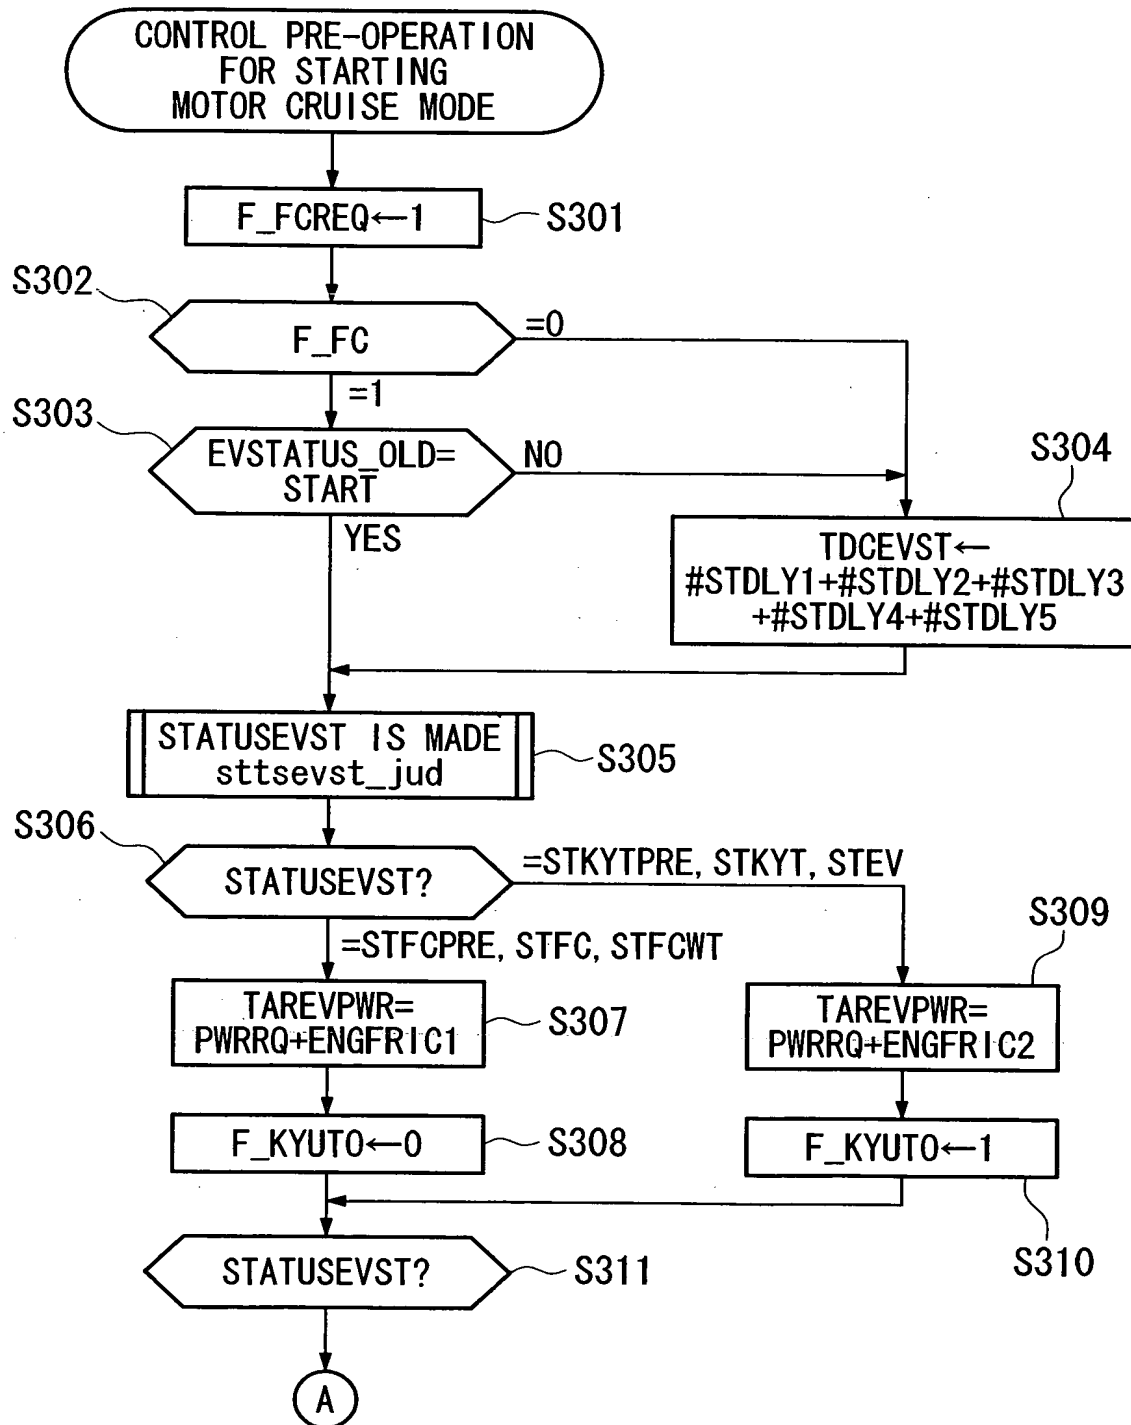 CONTROL PRE-OPERATION
FOR STARTING
MOTOR CRUISE MODE
F_FCREQ←1
S301
S302
F_FC
=0
=1
S303
EVSTATUS_OLD=
START
NO
YES
S304
TDCEVST←
#STDLY1+#STDLY2+#STDLY3
+#STDLY4+#STDLY5
STATUSEVST IS MADE
sttsevst_jud
S305
S306
STATUSEVST?
=STKYTPRE, STKYT, STEV
=STFCPRE, STFC, STFCWT
TAREVPWR=
PWRRQ+ENGFRIC1
S307
S309
TAREVPWR=
PWRRQ+ENGFRIC2
F_KYUTO←0
S308
F_KYUTO←1
S310
STATUSEVST?
S311
A